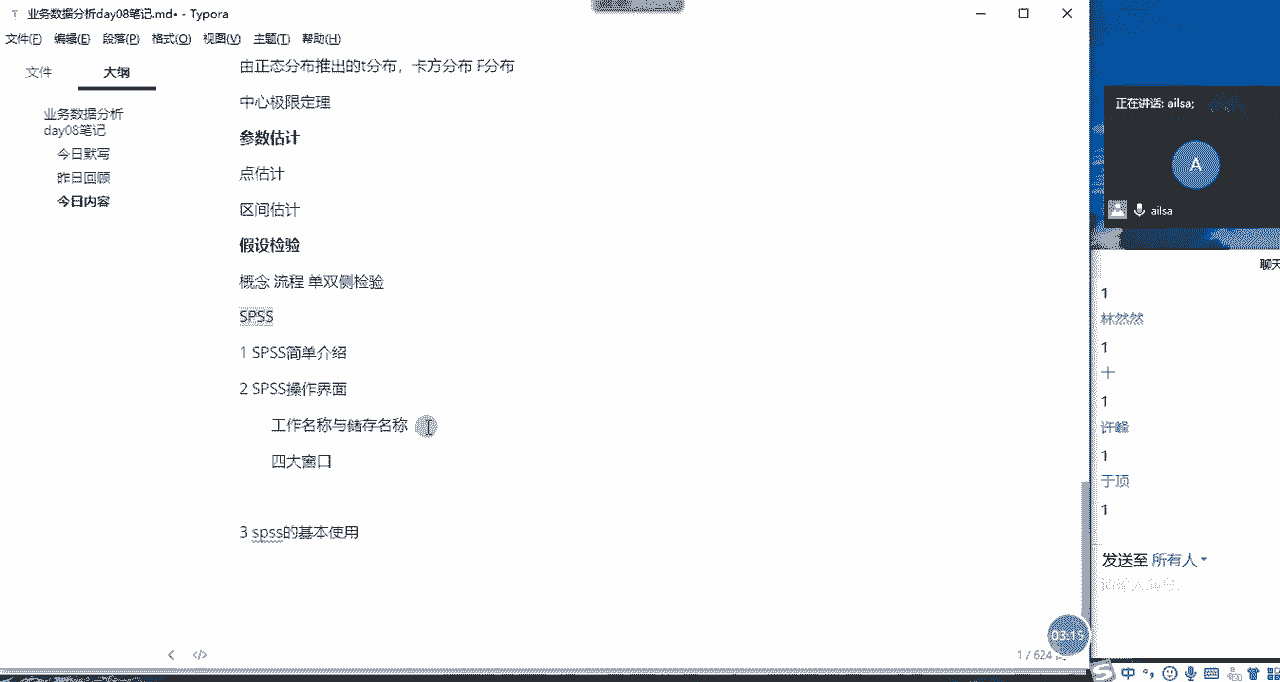 业务数据分析day08笔记.md• - Typora
文件(F) 编辑(E) 段落(P) 格式(O) 视图(V) 主题(T) 帮助(H)
文件 大纲
业务数据分析
day08笔记
今日默写
昨日回顾
今日内容
由正态分布推出的t分布，卡方分布 F分布
中心极限定理
参数估计
点估计
区间估计
假设检验
概念 流程 单双侧检验
SPSS
1 SPSS简单介绍
2 SPSS操作界面
工作名称与储存名称
四大窗口
3 spss的基本使用
1 / 624
03:15
正在讲话: ailsa;
A
ailsa
聊天
1
林然然
1
十
1
许峰
1
于顶
1
发送至 所有人
中